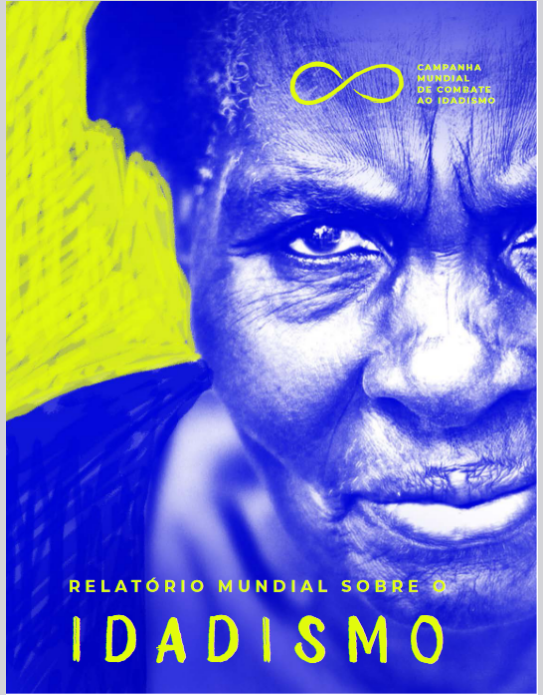 CAMPANHA
MUNDIAL
DE COMBATE
AO IDADISMO
RELATÓRIO MUNDIAL SOBRE O
IDADISMO